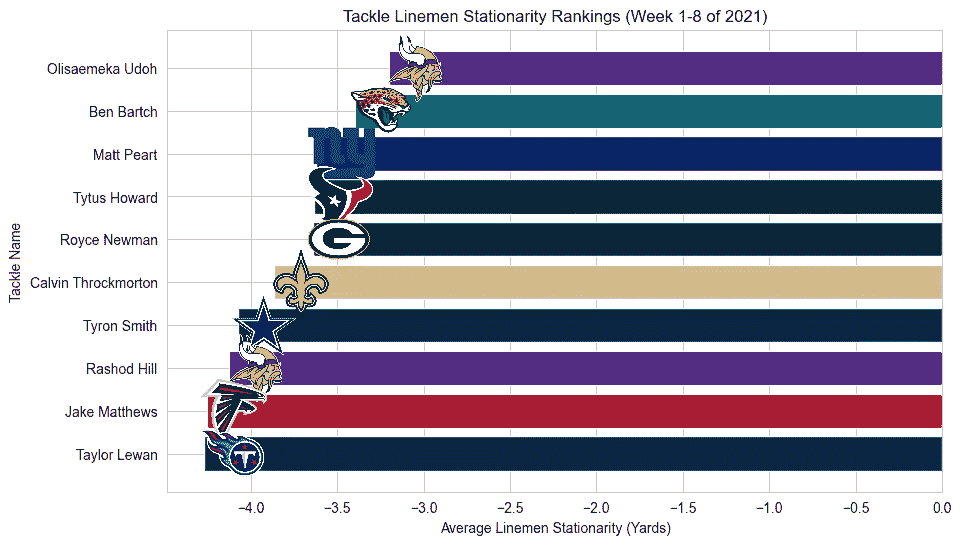 Tackle Linemen Stationarity Rankings (Week 1-8 of 2021)
Tackle Name
Olisaemeka Udoh
Ben Bartch
Matt Peart
Tytus Howard
Royce Newman
Calvin Throckmorton
Tyron Smith
Rashod Hill
Jake Matthews
Taylor Lewan
ny
G
T
−4.0 −3.5 −3.0 −2.5 −2.0 −1.5 −1.0 −0.5 0.0
Average Linemen Stationarity (Yards)